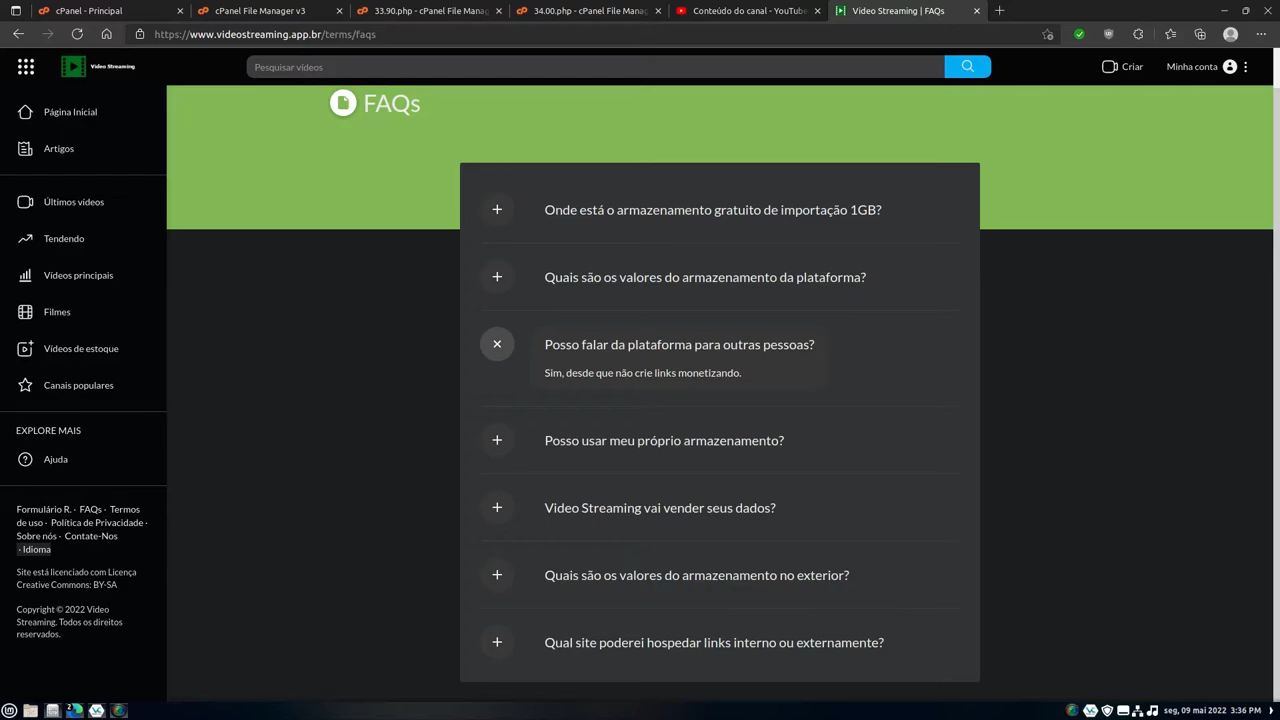 cPanel - Principal
cPanel File Manager v3
33.90.php - cPanel File Mana
34.00.php - cPanel File Mana
Conteúdo do canal - YouTube
Video Streaming | FAQs
https://www.videostreaming.app.br/terms/faqs
Video Streaming
Pesquisar vídeos
Criar
Minha conta
Página Inicial
Artigos
Últimos vídeos
Tendendo
Vídeos principais
Filmes
Vídeos de estoque
Canais populares
EXPLORE MAIS
Ajuda
Formulário R. · FAQs · Termos
de uso · Política de Privacidade ·
Sobre nós · Contate-Nos
· Idioma
Site está licenciado com Licença
Creative Commons: BY-SA
Copyright © 2022 Video
Streaming. Todos os direitos
reservados.
FAQs
Onde está o armazenamento gratuito de importação 1GB?
Quais são os valores do armazenamento da plataforma?
Posso falar da plataforma para outras pessoas?
Sim, desde que não crie links monetizando.
Posso usar meu próprio armazenamento?
Video Streaming vai vender seus dados?
Quais são os valores do armazenamento no exterior?
Qual site poderei hospedar links interno ou externamente?
seg, 09 mai 2022 3:36 PM